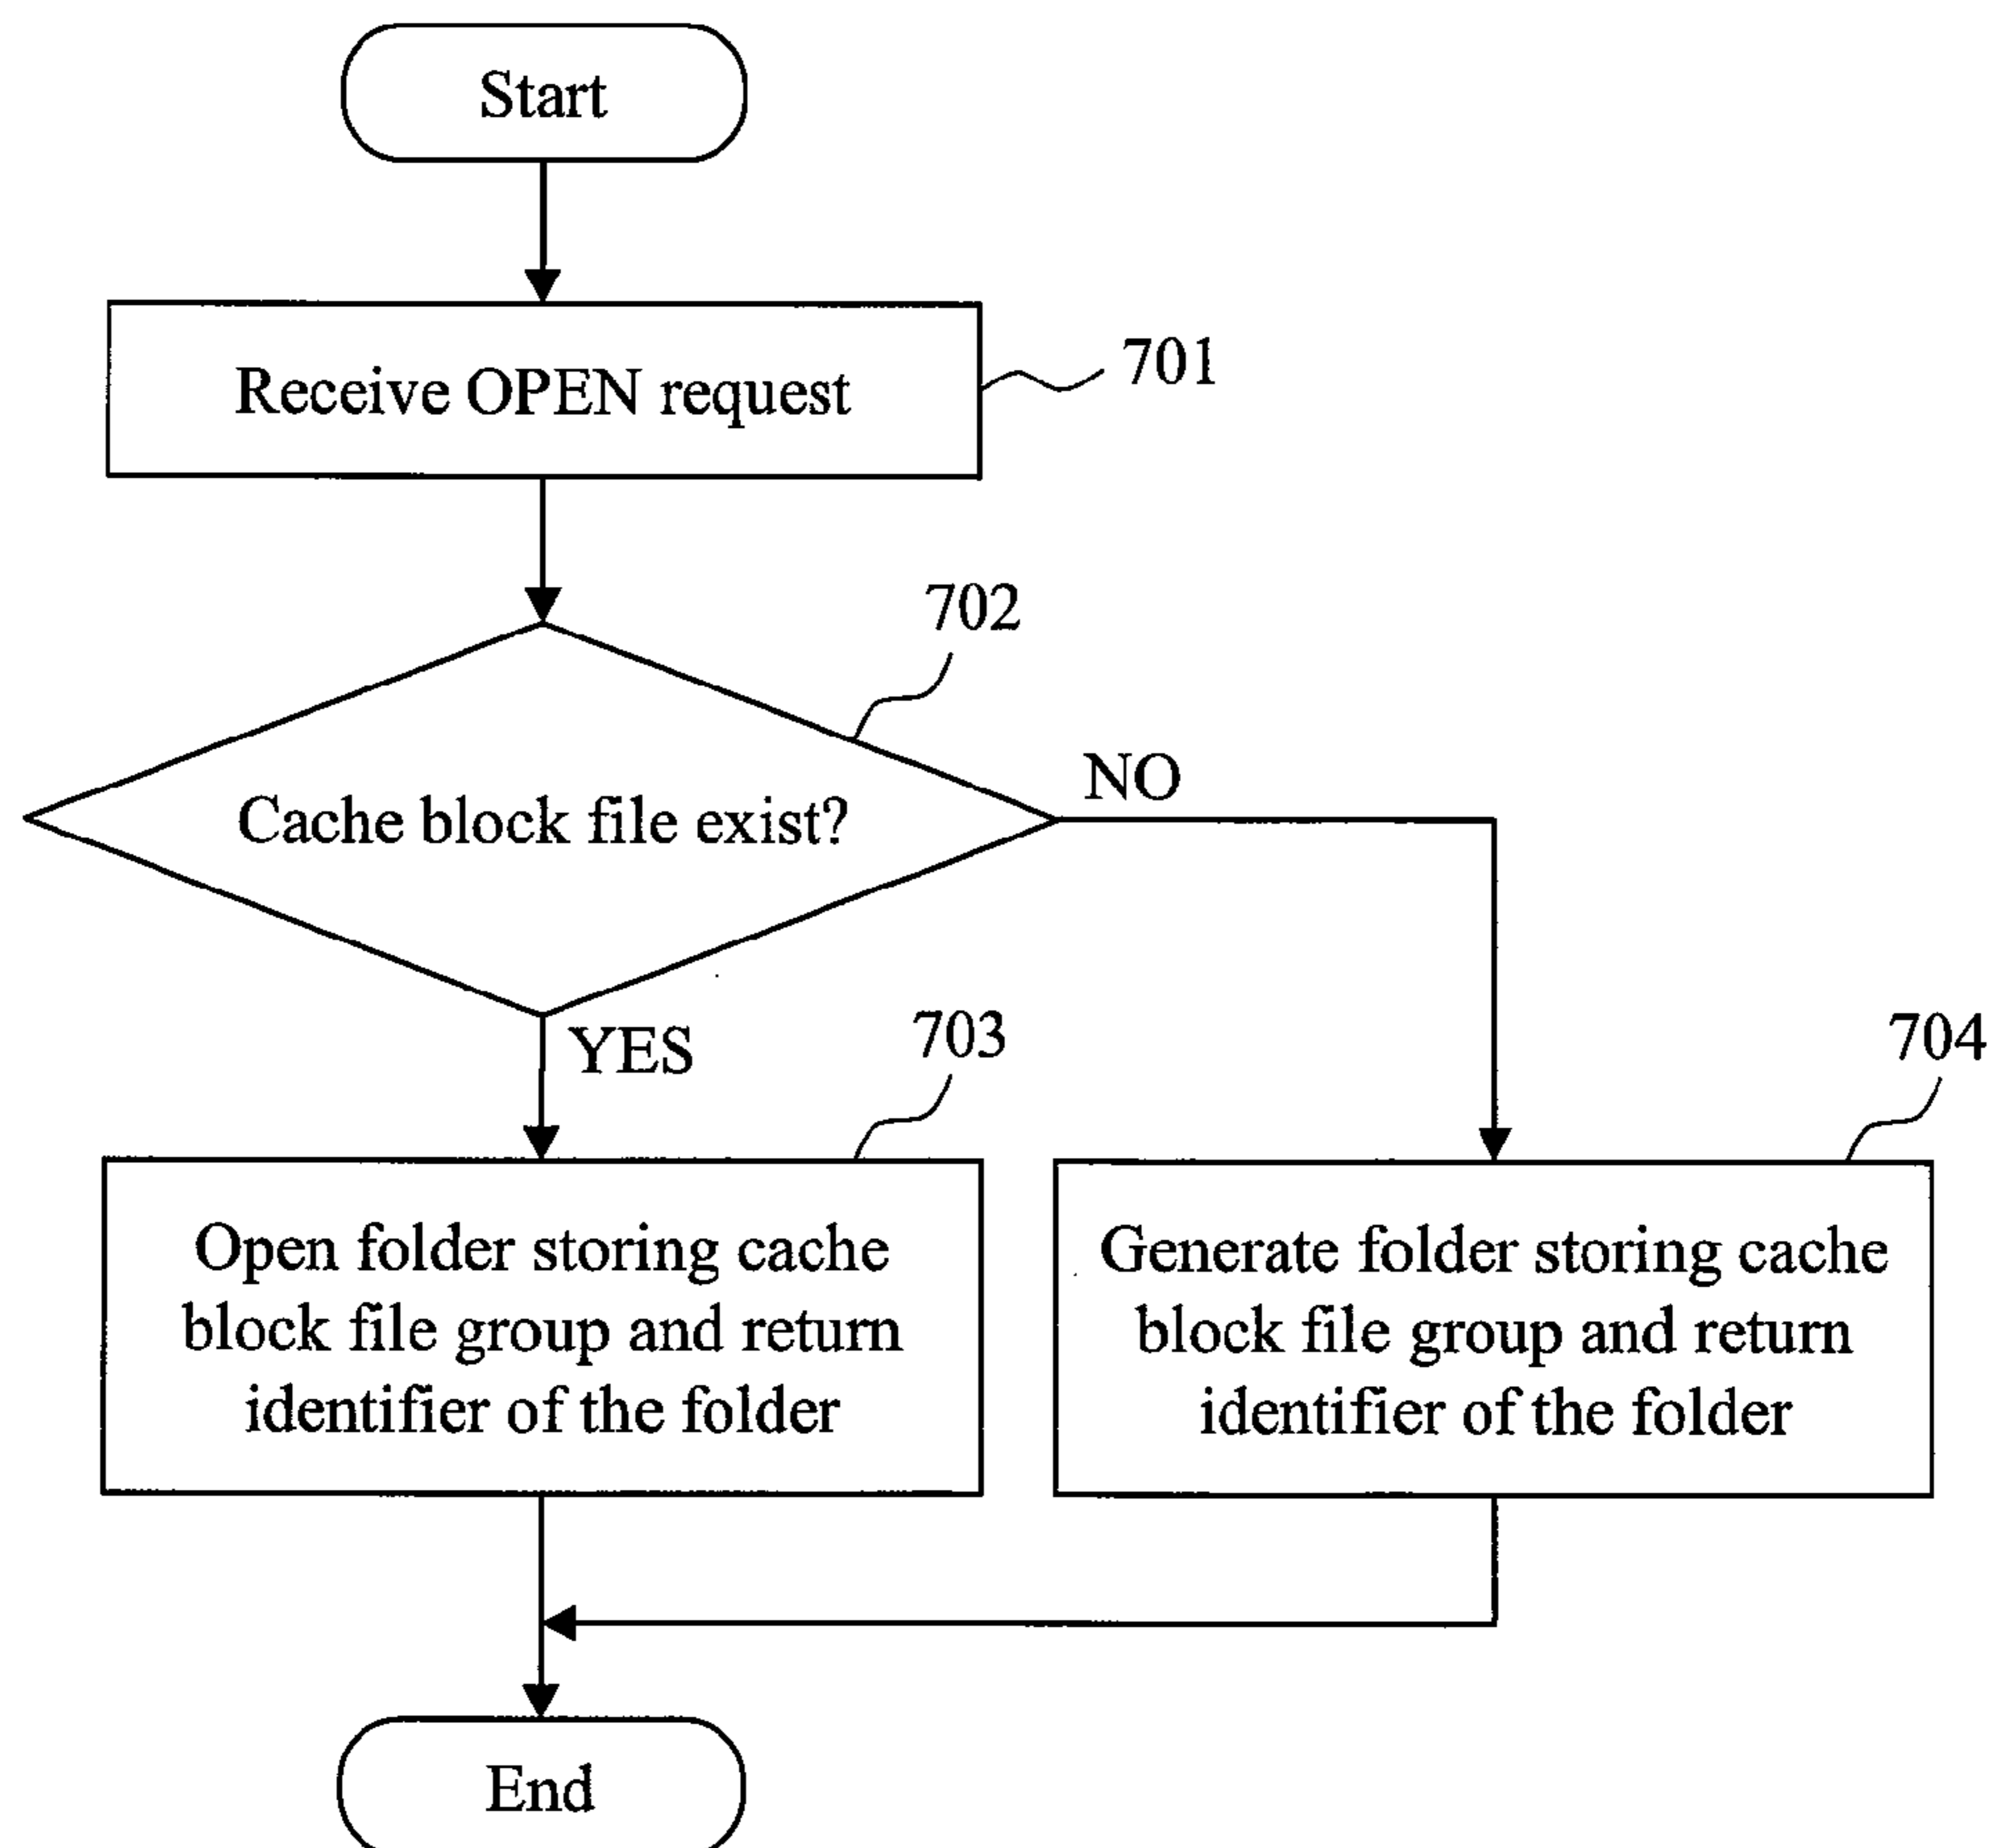 Start
Receive OPEN request
701
702
Cache block file exist?
NO
YES
703
704
Open folder storing cache
block file group and return
identifier of the folder
Generate folder storing cache
block file group and return
identifier of the folder
End